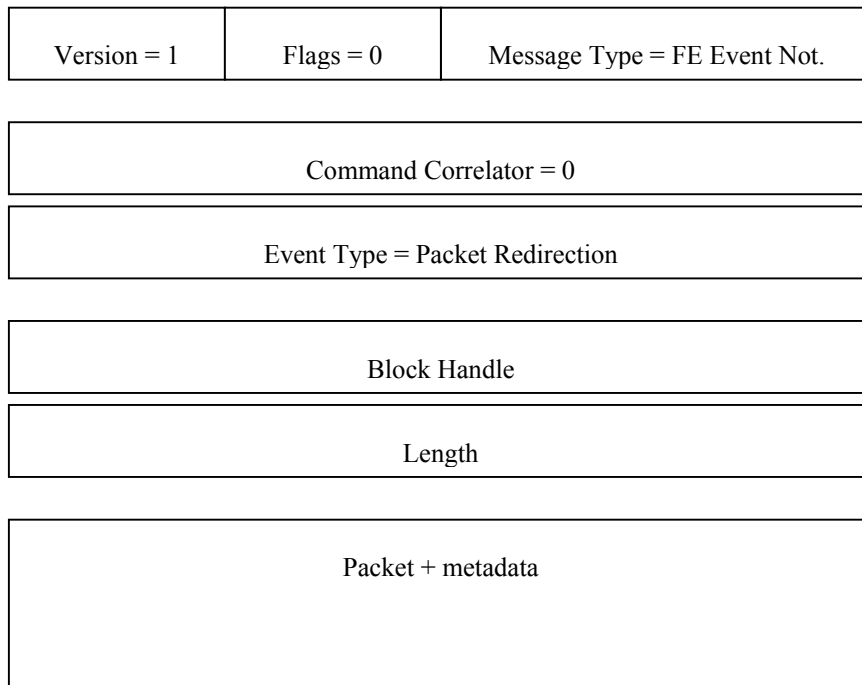 Version = 1 Flags = 0 Message Type = FE Event Not.
Command Correlator = 0
Event Type = Packet Redirection
Block Handle
Length
Packet + metadata